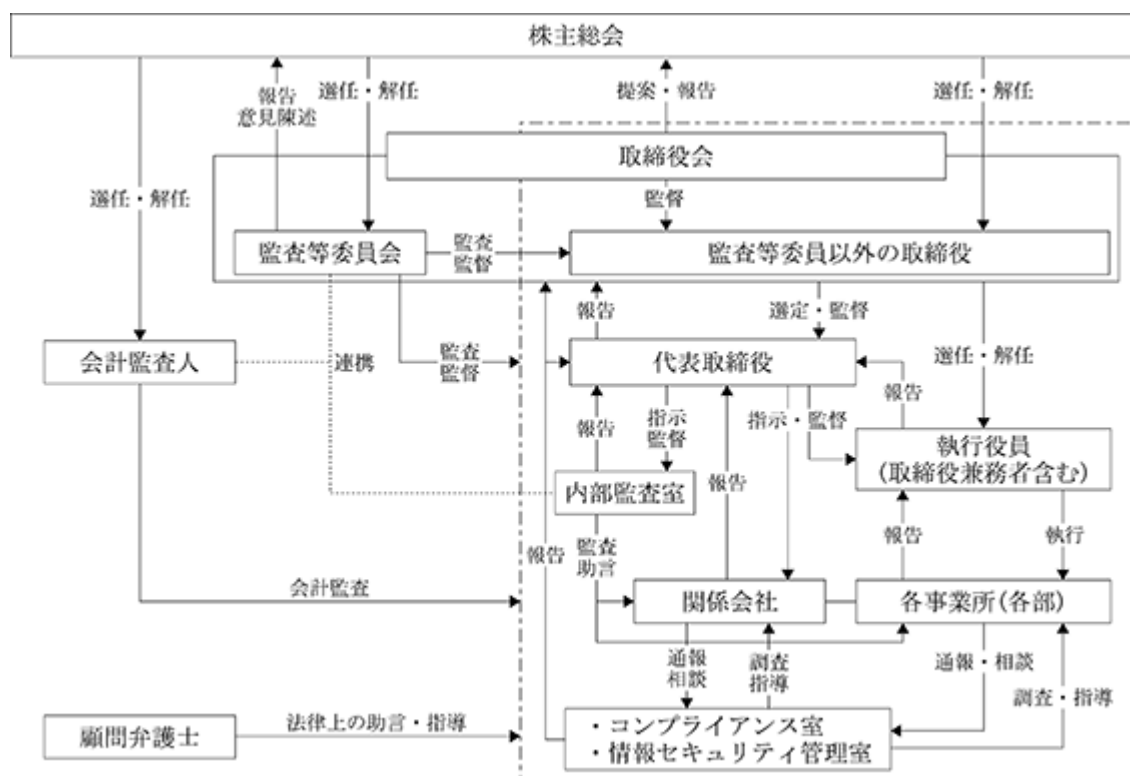 株主総会
報告
意見陳述
選任・解任
提案・報告
選任・解任
取締役会
選任・解任
監督
監査等委員会
監査
監督
監査等委員以外の取締役
報告
選定・監督
会計監査人
連携
監査
監督
代表取締役
選任・解任
報告
報告
指示
監督
指示・監督
執行役員
(取締役兼務者含む)
内部監査室
報告
報告
監査
助言
報告
執行
会計監査
関係会社
各事業所(各部)
通報
相談
調査
指導
通報・相談
調査・指導
顧問弁護士
法律上の助言・指導
・コンプライアンス室
・情報セキュリティ管理室